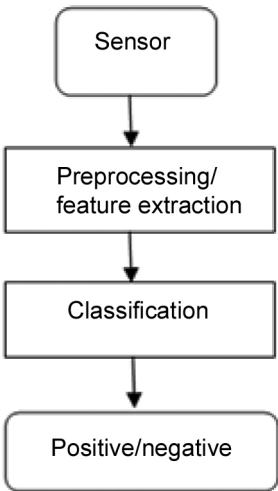 Sensor
Preprocessing/
feature extraction
Classification
Positive/negative